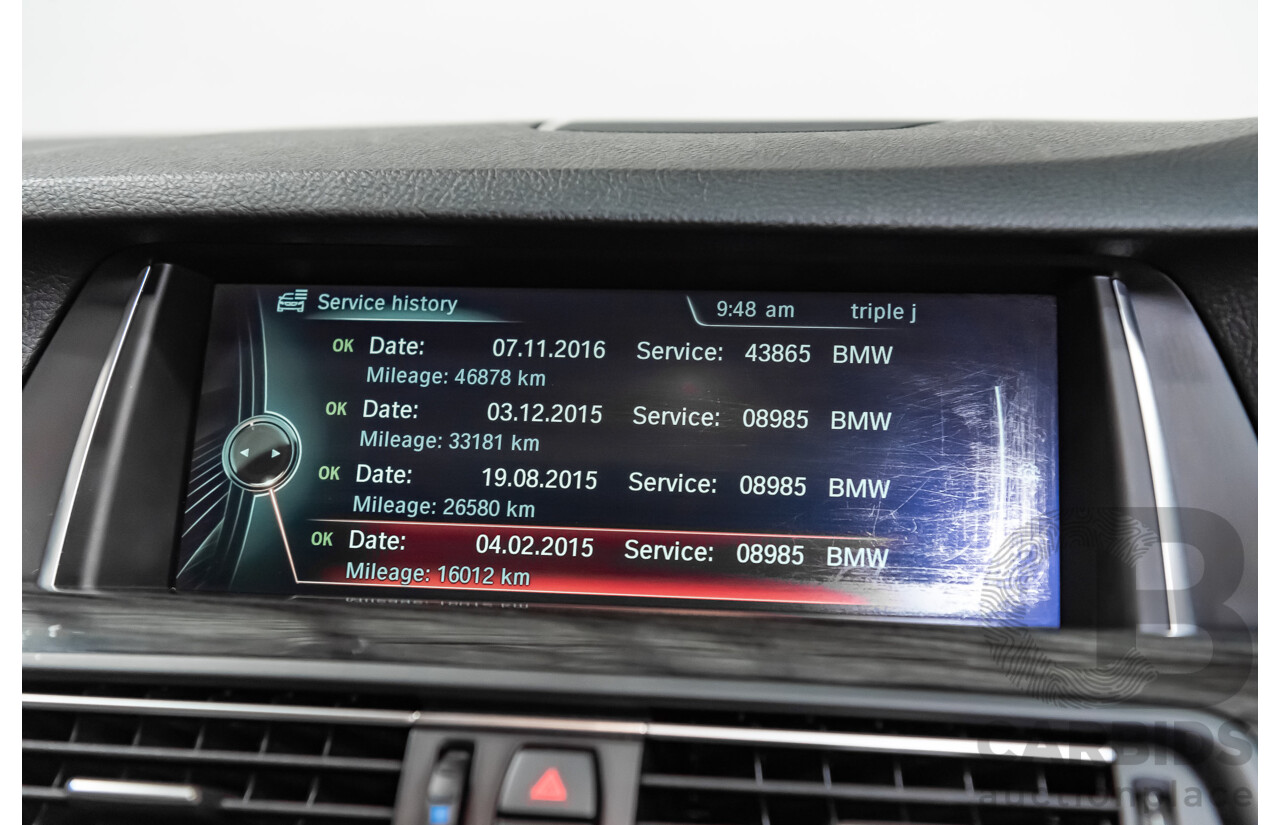 Service history 9:48 am triple j
OK Date: 07.11.2016 Service: 43865 BMW
Mileage: 46878 km
OK Date: 03.12.2015 Service: 08985 BMW
Mileage: 33181 km
OK Date: 19.08.2015 Service: 08985 BMW
Mileage: 26580 km
OK Date: 04.02.2015 Service: 08985 BMW
Mileage: 16012 km
B
CARBIDS
auctionplace